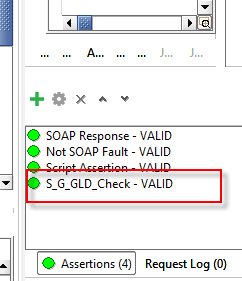 ... ... A... ... J... J...
SOAP Response - VALID
Not SOAP Fault - VALID
Script Assertion - VALID
S_G_GLD_Check - VALID
Assertions (4) Request Log (0)